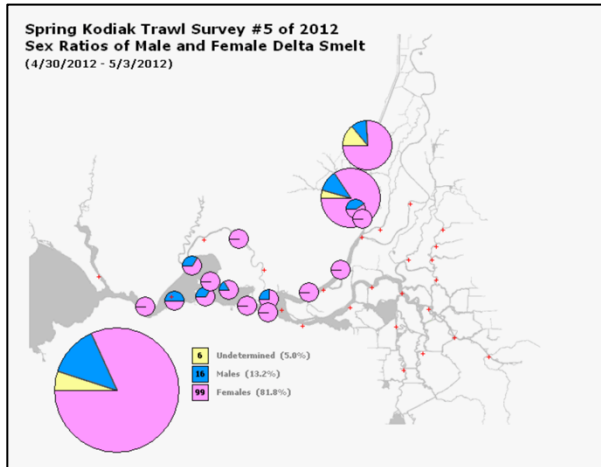 Spring Kodiak Trawl Survey #5 of 2012
Sex Ratios of Male and Female Delta Smelt
(4/30/2012 - 5/3/2012)
6 Undetermined (5.0%)
16 Males (13.2%)
99 Females (81.8%)